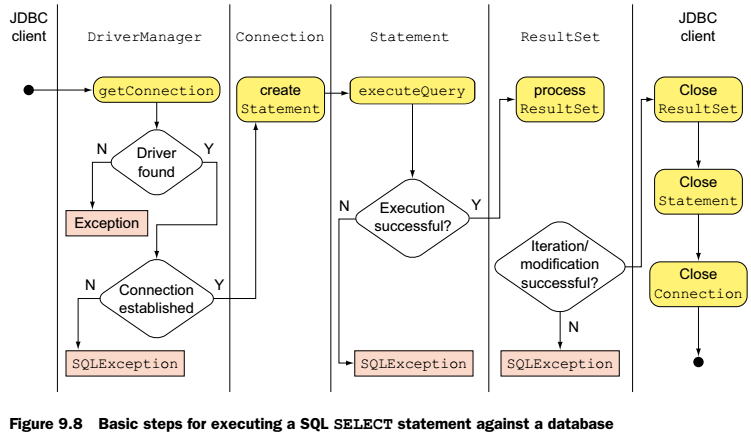 JDBC
client
DriverManager
Connection
Statement
ResultSet
JDBC
client
getConnection
create
Statement
executeQuery
process
ResultSet
Close
ResultSet
N
Driver
found
Y
Exception
N
Connection
established
Y
SQLException
N
Execution
successful?
Y
SQLException
Iteration/
modification
successful?
N
SQLException
Close
Statement
Close
Connection
Figure 9.8 Basic steps for executing a SQL SELECT statement against a database